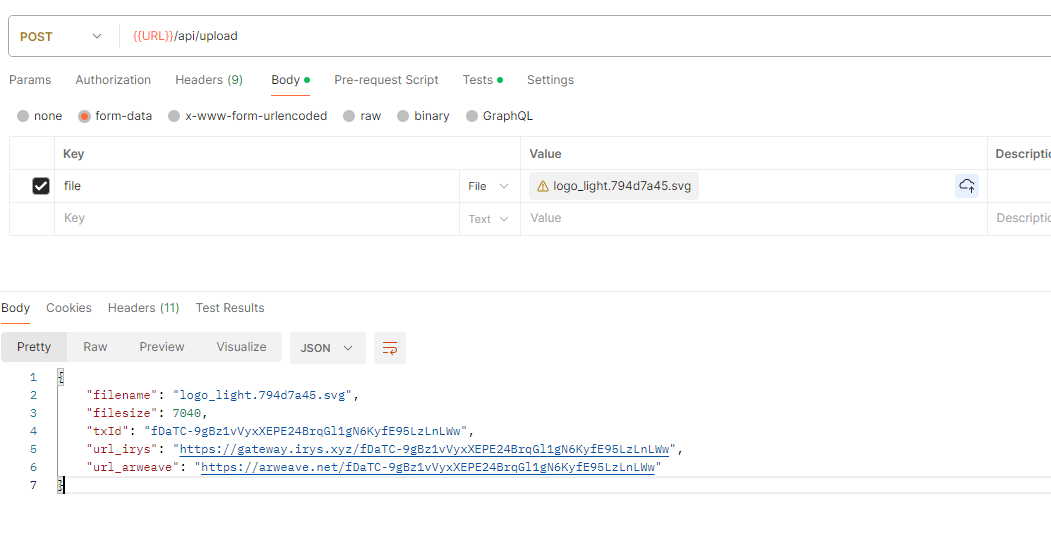 POST {{URL}}/api/upload
Params Authorization Headers (9) Body Pre-request Script Tests Settings
none form-data x-www-form-urlencoded raw binary GraphQL
Key Value Descriptio
file File logo_light.794d7a45.svg
Key Text Value Descriptio
Body Cookies Headers (11) Test Results
Pretty Raw Preview Visualize JSON
1 {
2 "filename": "logo_light.794d7a45.svg",
3 "filesize": 7040,
4 "txId": "fDaTC-9gBz1vVyxXEPE24BrqGl1gN6KyfE95LzLnLWw",
5 "url_irys": "https://gateway.irys.xyz/fDaTC-9gBz1vVyxXEPE24BrqGl1gN6KyfE95LzLnLWw",
6 "url_arweave": "https://arweave.net/fDaTC-9gBz1vVyxXEPE24BrqGl1gN6KyfE95LzLnLWw"
7 }